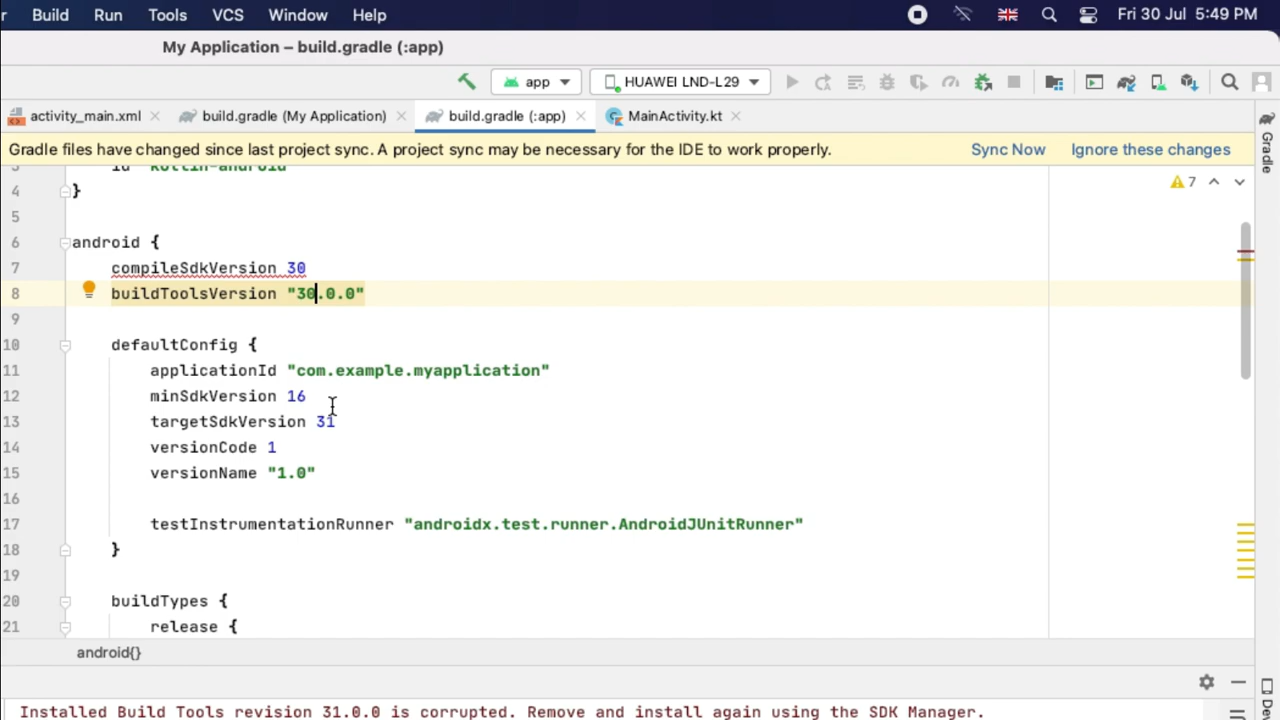 r Build Run Tools VCS Window Help Fri 30 Jul 5:49 PM
My Application – build.gradle (:app)
app HUAWEI LND-L29
activity_main.xml build.gradle (My Application) build.gradle (:app) MainActivity.kt
Gradle files have changed since last project sync. A project sync may be necessary for the IDE to work properly. Sync Now Ignore these changes
Gradle
7
3 id 'kotlin-android'
4 }
5
6 android {
7 compileSdkVersion 30
8 buildToolsVersion "30.0.0"
9
10 defaultConfig {
11 applicationId "com.example.myapplication"
12 minSdkVersion 16
13 targetSdkVersion 31
14 versionCode 1
15 versionName "1.0"
16
17 testInstrumentationRunner "androidx.test.runner.AndroidJUnitRunner"
18 }
19
20 buildTypes {
21 release {
android{}
Installed Build Tools revision 31.0.0 is corrupted. Remove and install again using the SDK Manager.